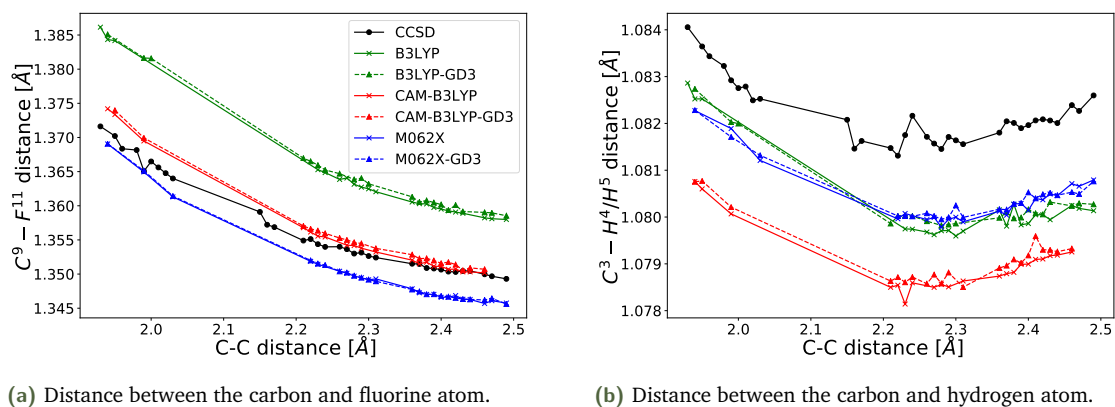 1.385
1.380
1.375
1.370
1.365
1.360
1.355
1.350
1.345
C⁹ − F¹¹ distance [Å]
2.0
2.1
2.2
2.3
2.4
2.5
C-C distance [Å]
CCSD
B3LYP
B3LYP-GD3
CAM-B3LYP
CAM-B3LYP-GD3
M062X
M062X-GD3
(a) Distance between the carbon and fluorine atom.
1.084
1.083
1.082
1.081
1.080
1.079
1.078
C³ − H⁴/H⁵ distance [Å]
2.0
2.1
2.2
2.3
2.4
2.5
C-C distance [Å]
(b) Distance between the carbon and hydrogen atom.